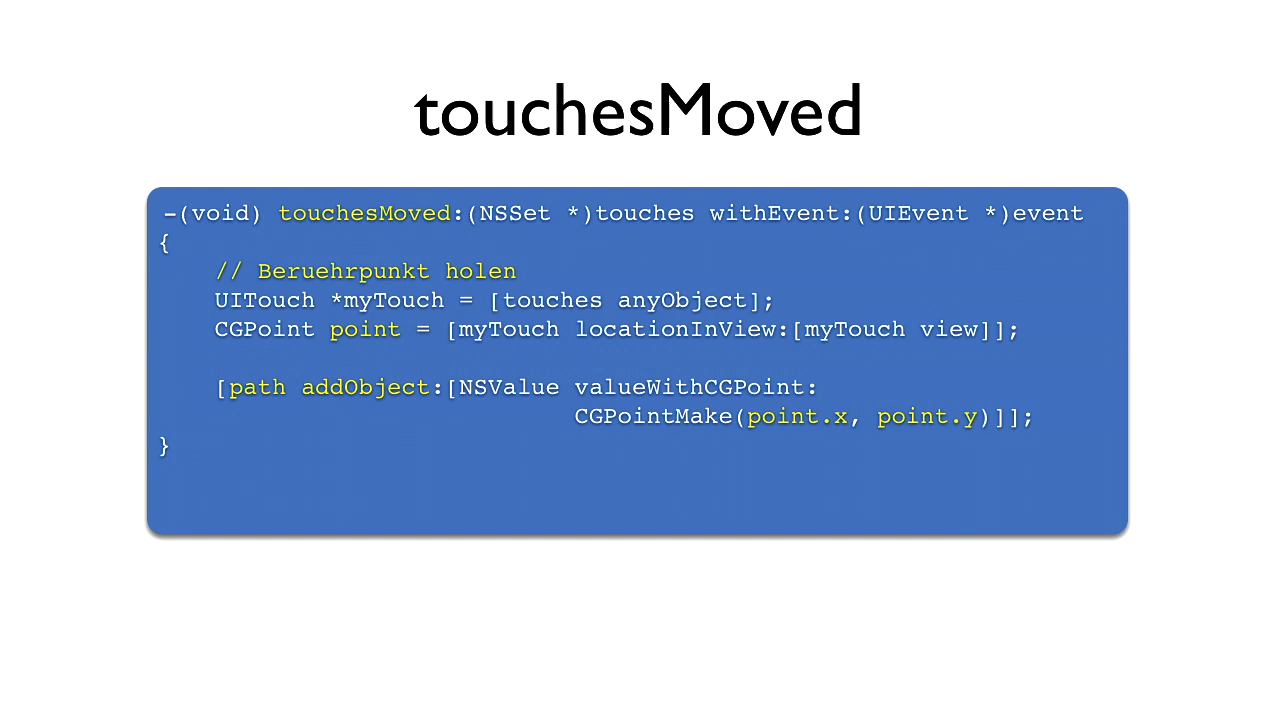 touchesMoved
-(void) touchesMoved:(NSSet *)touches withEvent:(UIEvent *)event
{
// Beruehrpunkt holen
UITouch *myTouch = [touches anyObject];
CGPoint point = [myTouch locationInView:[myTouch view]];
[path addObject:[NSValue valueWithCGPoint:
CGPointMake(point.x, point.y)]];
}